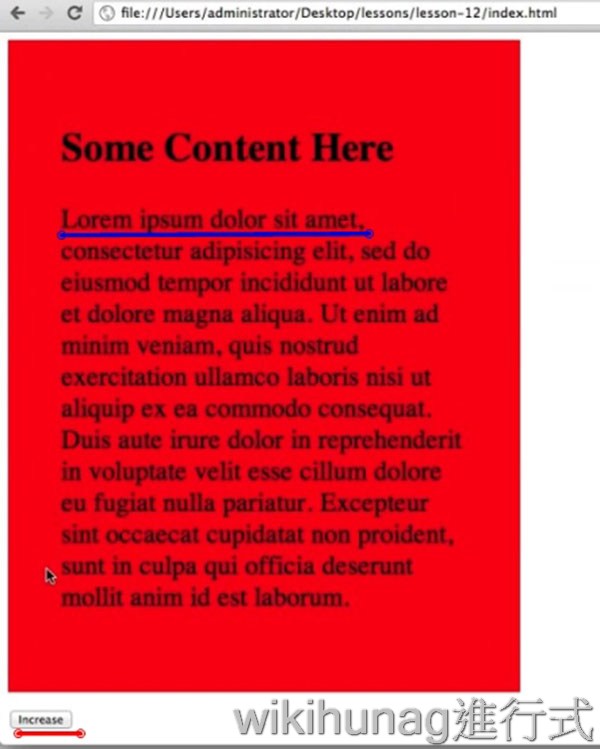 file:///Users/administrator/Desktop/lessons/lesson-12/index.html
Some Content Here
Lorem ipsum dolor sit amet,
consectetur adipisicing elit, sed do
eiusmod tempor incididunt ut labore
et dolore magna aliqua. Ut enim ad
minim veniam, quis nostrud
exercitation ullamco laboris nisi ut
aliquip ex ea commodo consequat.
Duis aute irure dolor in reprehenderit
in voluptate velit esse cillum dolore
eu fugiat nulla pariatur. Excepteur
sint occaecat cupidatat non proident,
sunt in culpa qui officia deserunt
mollit anim id est laborum.
Increase
wikihunag進行式